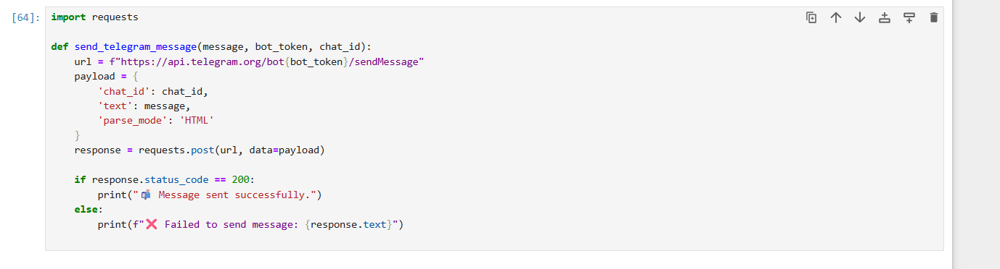 [64]: import requests
def send_telegram_message(message, bot_token, chat_id):
    url = f"https://api.telegram.org/bot{bot_token}/sendMessage"
    payload = {
        'chat_id': chat_id,
        'text': message,
        'parse_mode': 'HTML'
    }
    response = requests.post(url, data=payload)
    if response.status_code == 200:
        print("📬 Message sent successfully.")
    else:
        print(f"❌ Failed to send message: {response.text}")